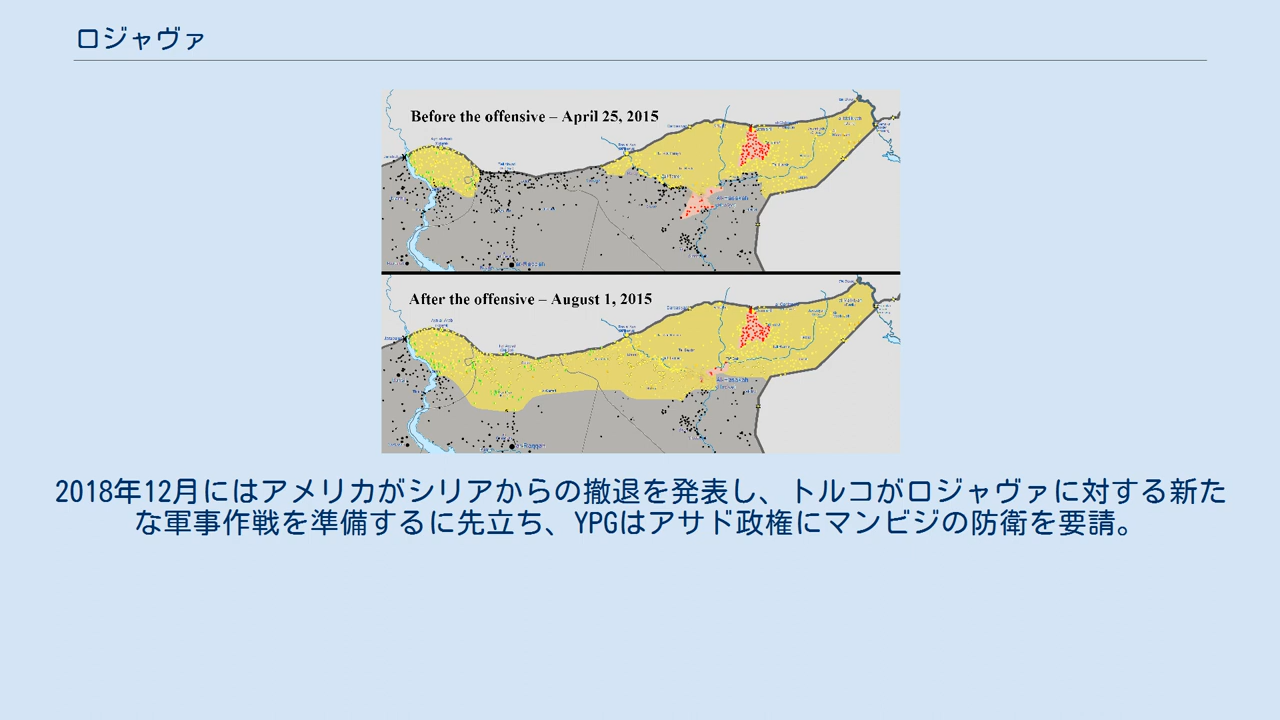 ロジャヴァ
Before the offensive – April 25, 2015
After the offensive – August 1, 2015
2018年12月にはアメリカがシリアからの撤退を発表し、トルコがロジャヴァに対する新た
な軍事作戦を準備するに先立ち、YPGはアサド政権にマンビジの防衛を要請。